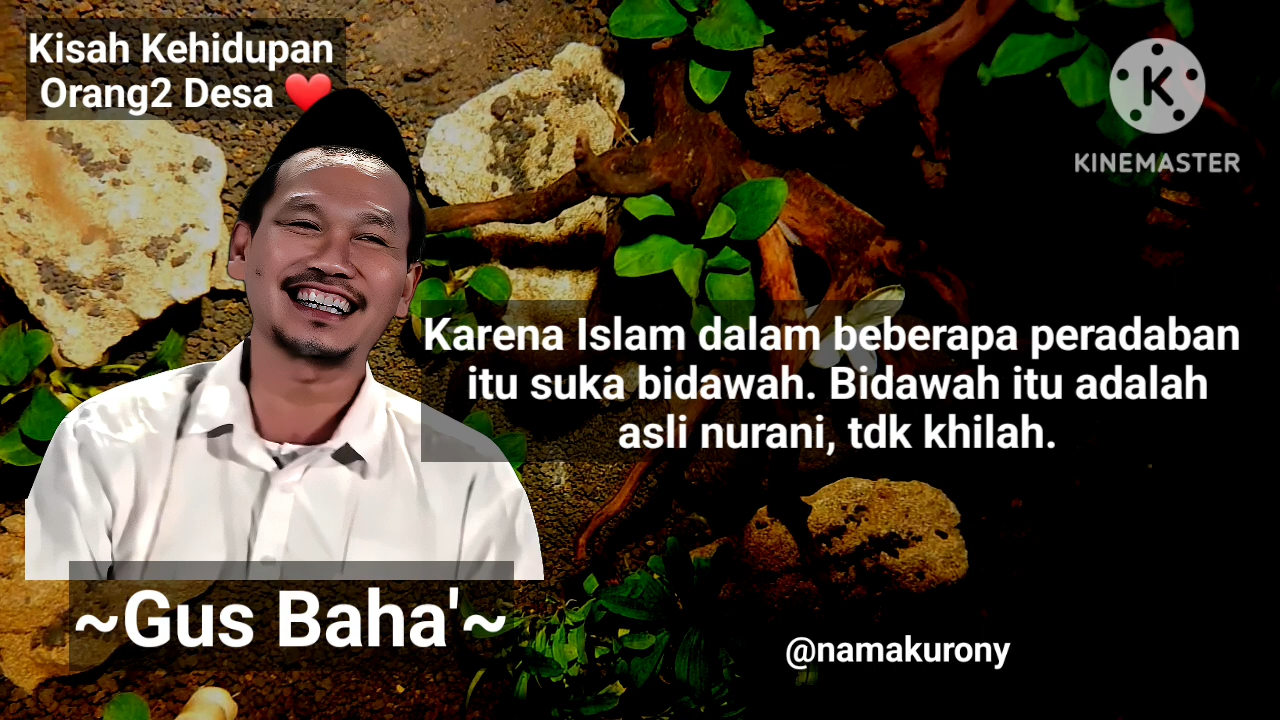 Kisah Kehidupan
Orang2 Desa ❤️
K
KINEMASTER
Karena Islam dalam beberapa peradaban
itu suka bidawah. Bidawah itu adalah
asli nurani, tdk khilah.
~Gus Baha'~
@namakurony